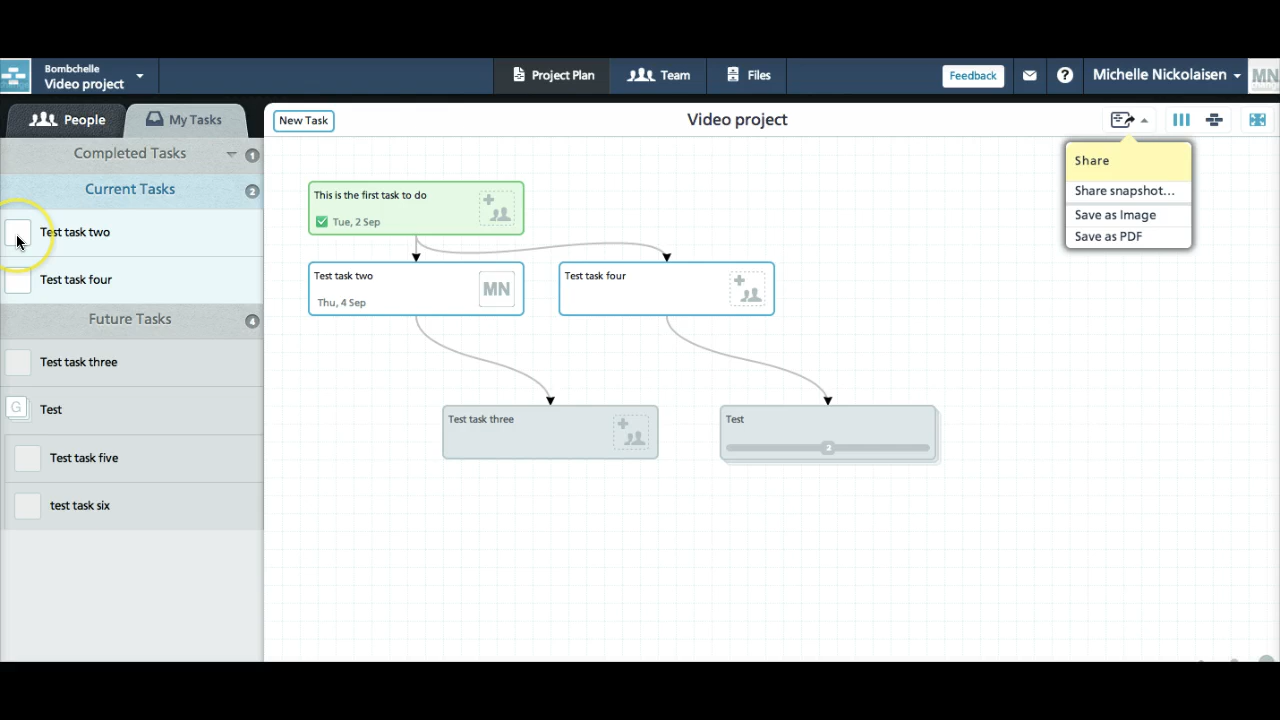 Bombchelle
Video project
Project Plan
Team
Files
Feedback
?
Michelle Nickolaisen
MN
People
My Tasks
New Task
Video project
Completed Tasks
1
Current Tasks
2
Test task two
Test task four
Future Tasks
4
Test task three
G
Test
Test task five
test task six
Share
Share snapshot...
Save as Image
Save as PDF
This is the first task to do
Tue, 2 Sep
Test task two
MN
Thu, 4 Sep
Test task four
Test task three
Test
2